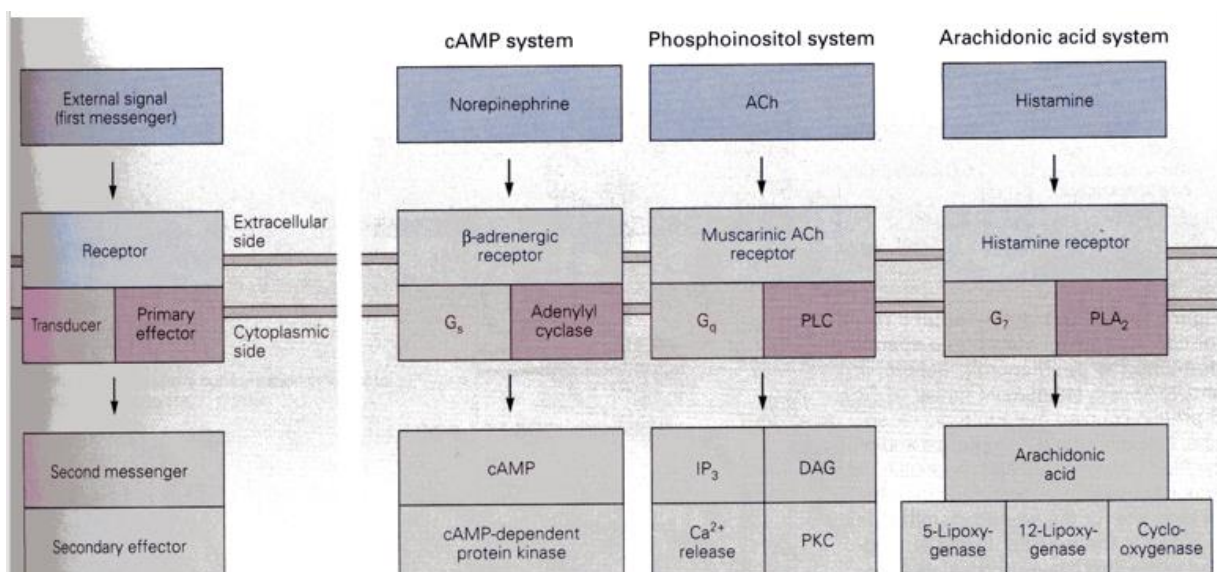 cAMP system
Phosphoinositol system
Arachidonic acid system
External signal
(first messenger)
Norepinephrine
ACh
Histamine
Receptor
Extracellular
side
β-adrenergic
receptor
Muscarinic ACh
receptor
Histamine receptor
Transducer
Primary
effector
Cytoplasmic
side
Gₛ
Adenylyl
cyclase
G_q
PLC
G?
PLA₂
Second messenger
cAMP
IP₃
DAG
Arachidonic
acid
Secondary effector
cAMP-dependent
protein kinase
Ca²⁺
release
PKC
5-Lipoxy-
genase
12-Lipoxy-
genase
Cyclo-
oxygenase